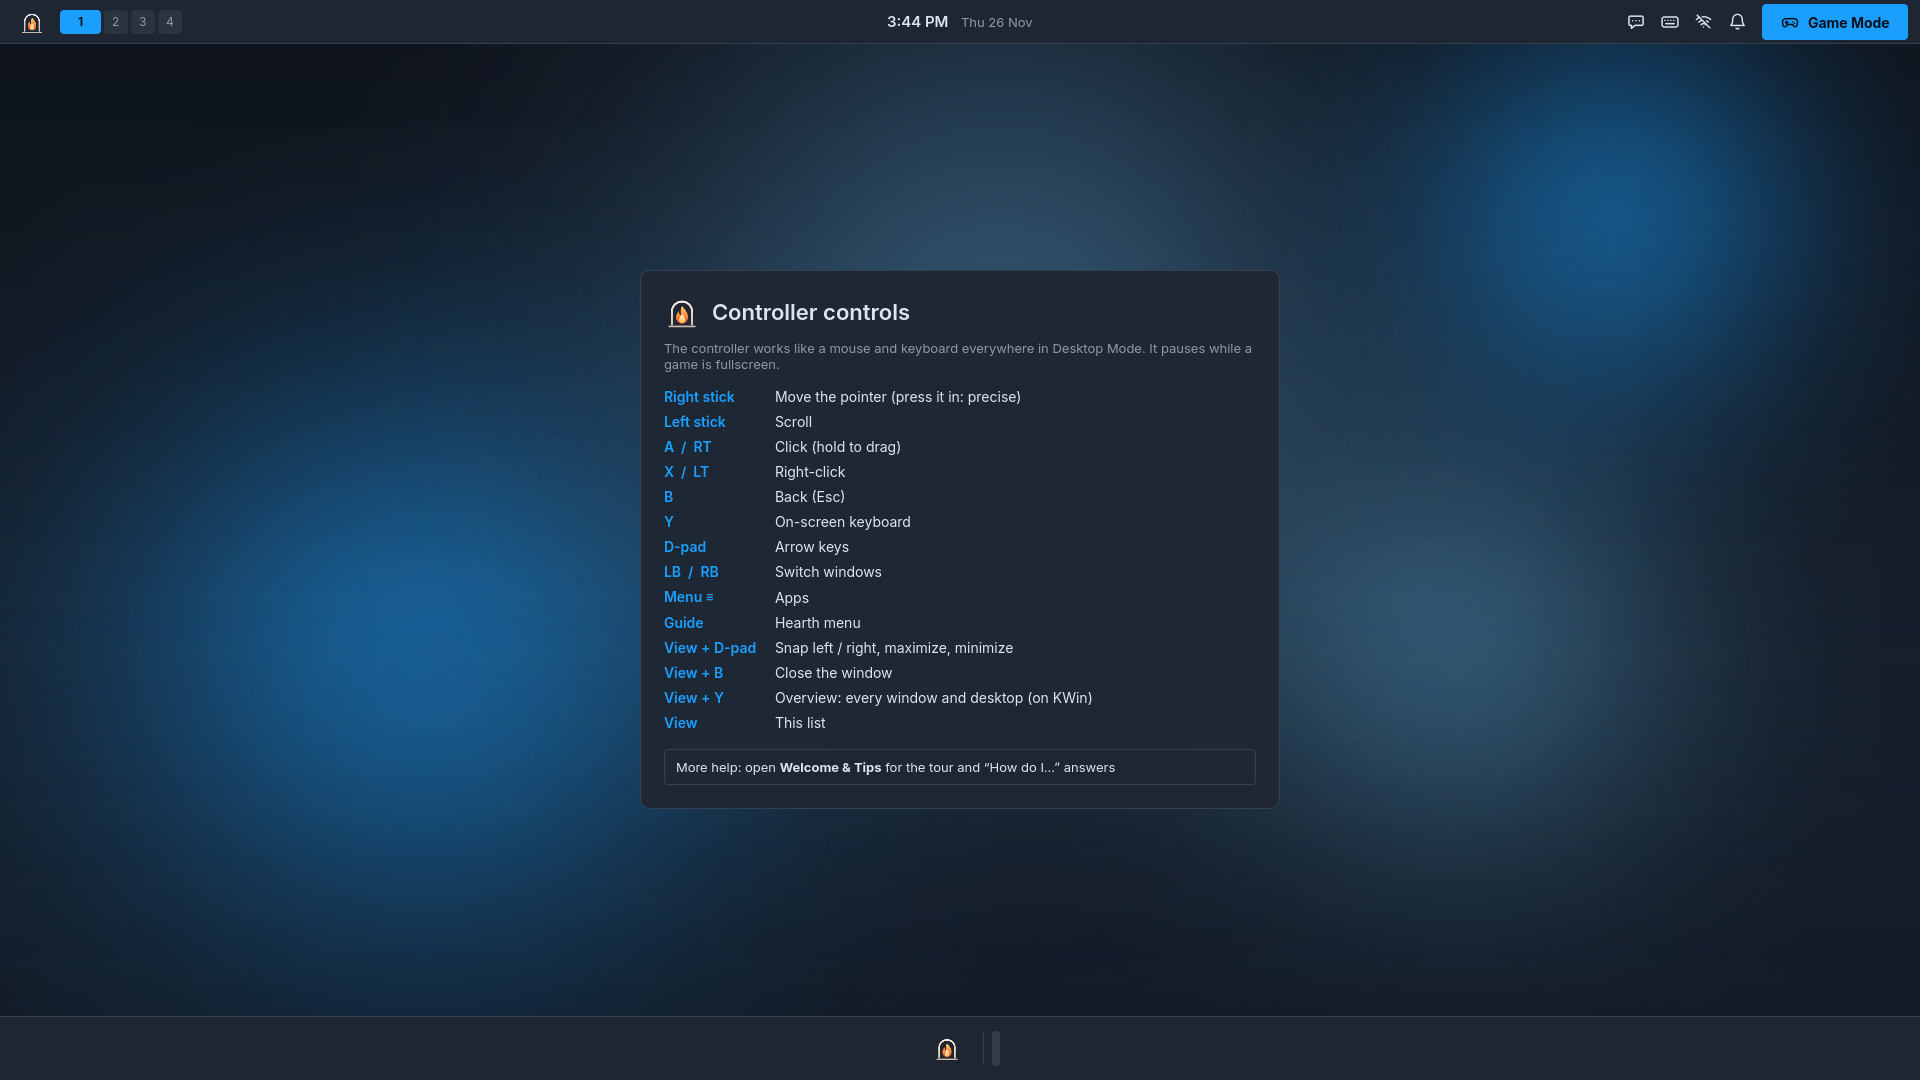 1 2 3 4
3:44 PM Thu 26 Nov
Game Mode
Controller controls
The controller works like a mouse and keyboard everywhere in Desktop Mode. It pauses while a
game is fullscreen.
Right stick Move the pointer (press it in: precise)
Left stick Scroll
A / RT Click (hold to drag)
X / LT Right-click
B Back (Esc)
Y On-screen keyboard
D-pad Arrow keys
LB / RB Switch windows
Menu ≡ Apps
Guide Hearth menu
View + D-pad Snap left / right, maximize, minimize
View + B Close the window
View + Y Overview: every window and desktop (on KWin)
View This list
More help: open Welcome & Tips for the tour and “How do I…” answers